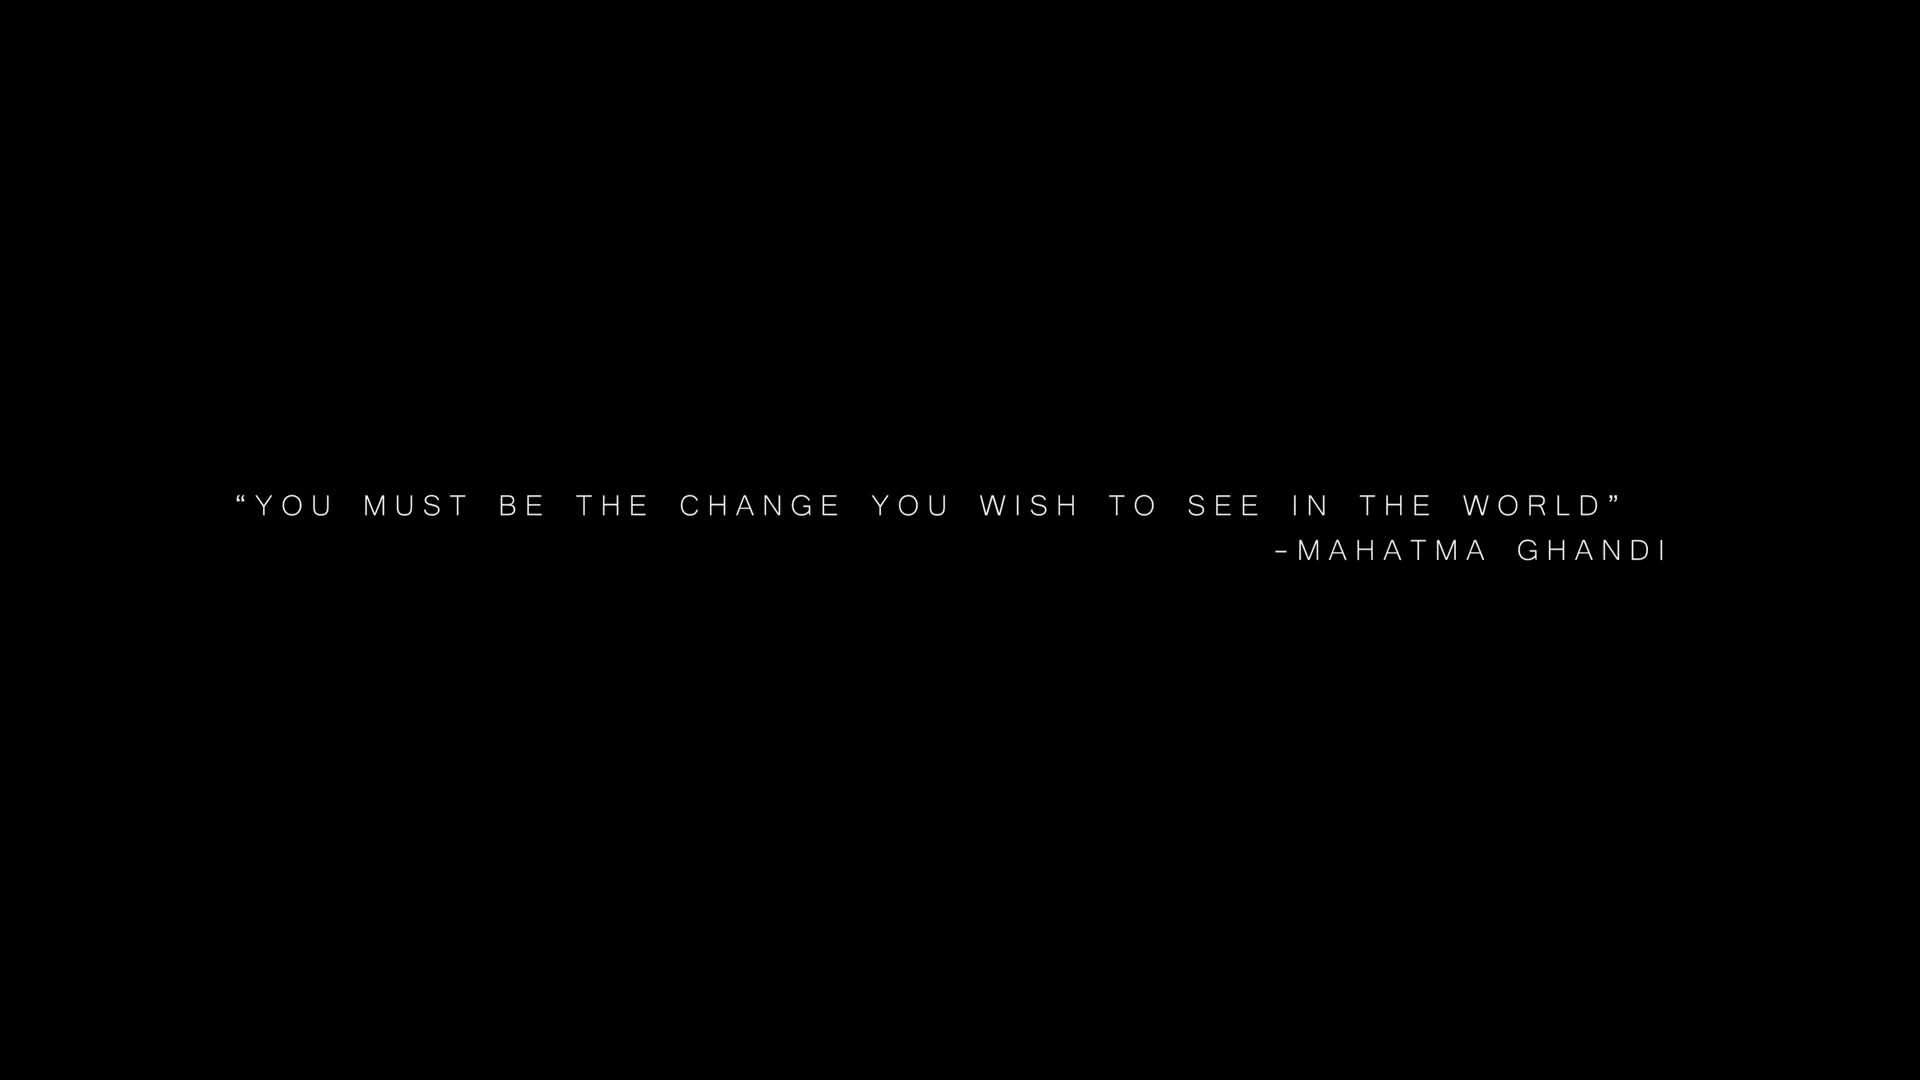 “YOU MUST BE THE CHANGE YOU WISH TO SEE IN THE WORLD”
–MAHATMA GHANDI